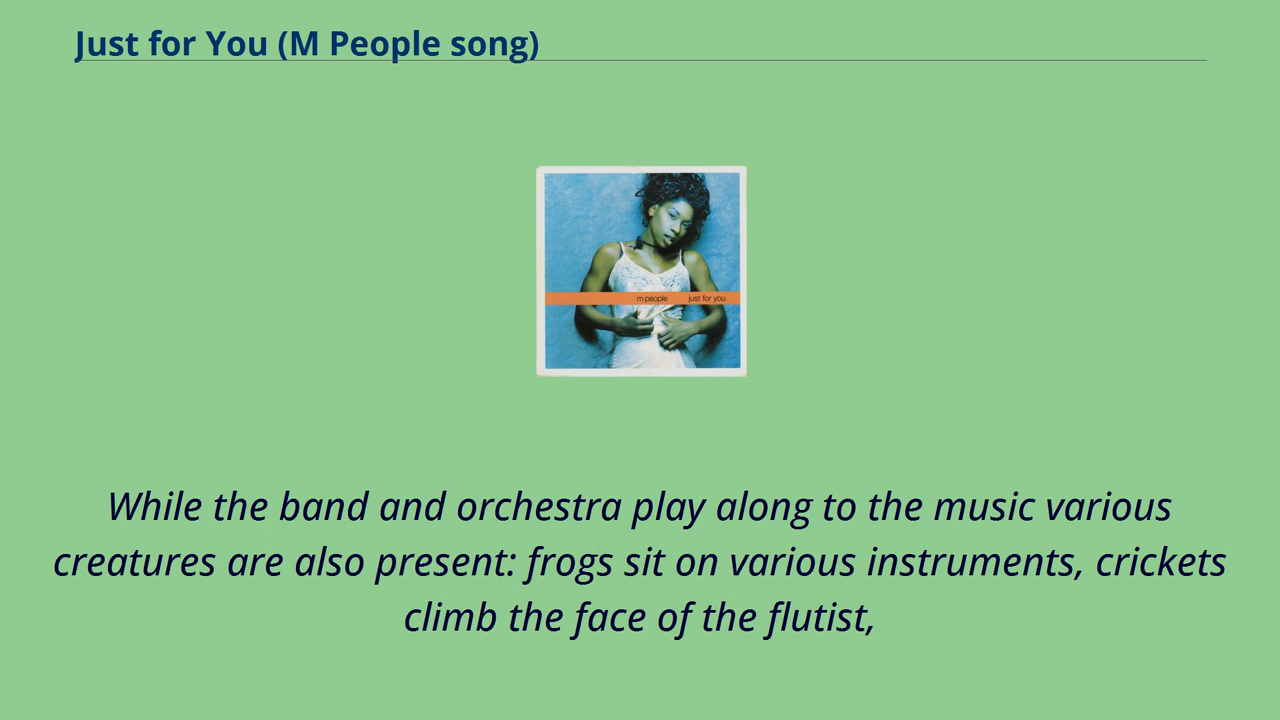 Just for You (M People song)
m people just for you
While the band and orchestra play along to the music various
creatures are also present: frogs sit on various instruments, crickets
climb the face of the flutist,